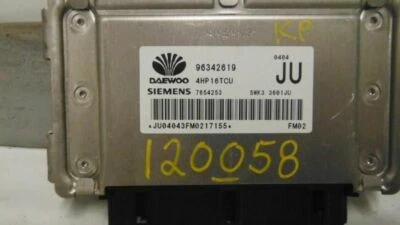 KP
0404
96342619
JU
DAEWOO
4HP16TCU
SIEMENS 7654253 5WK3 3601JU
*JU04043FM0217155* FM02
120058